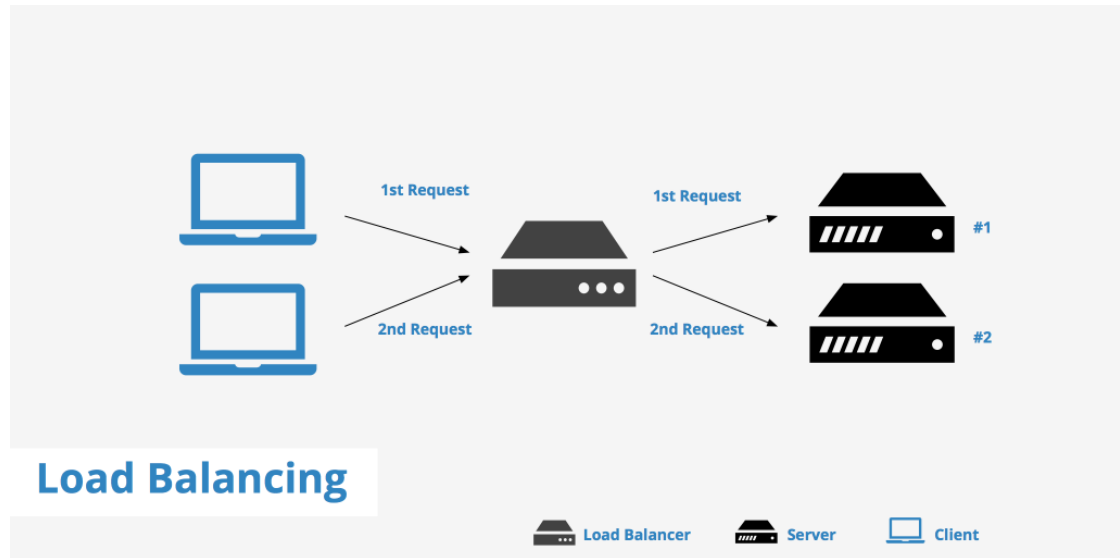 1st Request
1st Request
#1
2nd Request
2nd Request
#2
Load Balancing
Load Balancer
Server
Client